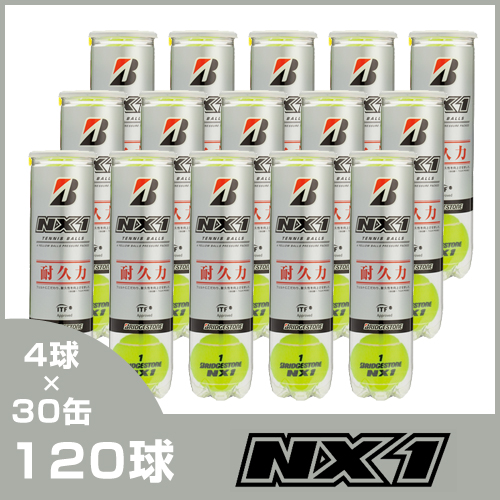 B
NX1
TENNIS BALLS
耐久力
ITF
Approved
BRIDGESTONE
1
BRIDGESTONE
NX1
4球
×
30缶
120球
NX1